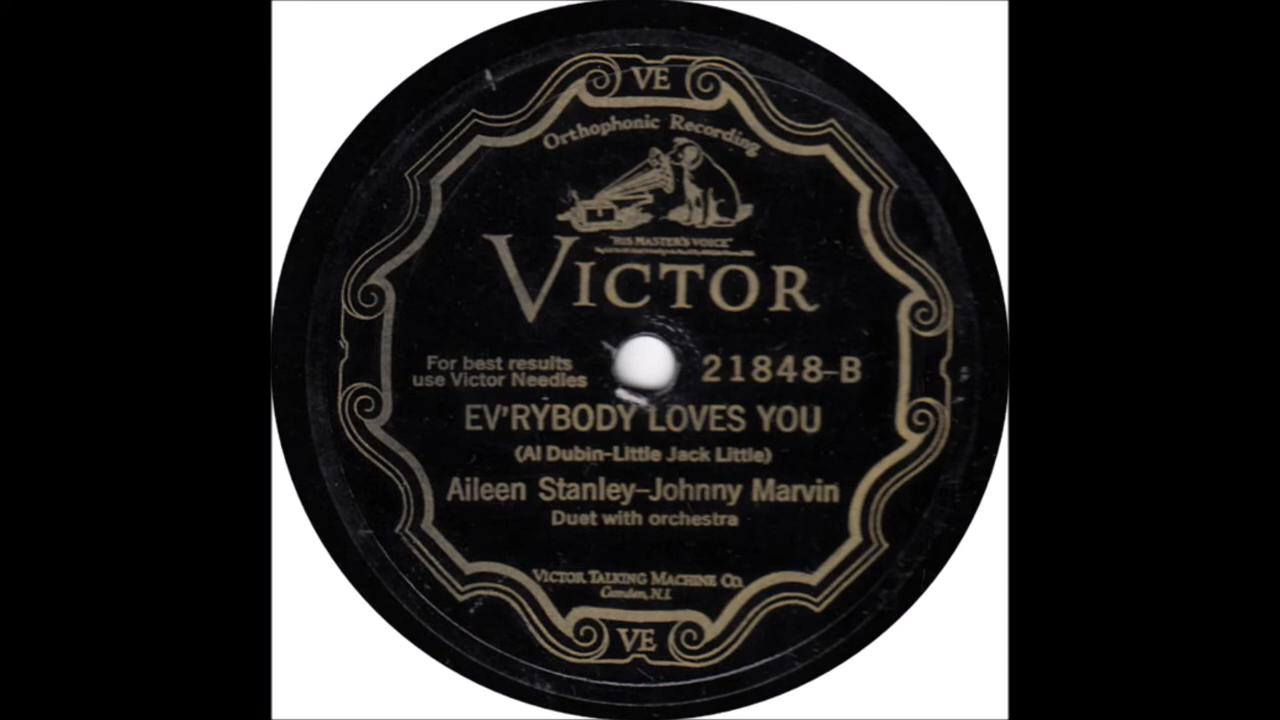 VE
Orthophonic Recording
"HIS MASTER'S VOICE"
VICTOR
For best results
use Victor Needles
21848-B
EV'RYBODY LOVES YOU
(Al Dubin-Little Jack Little)
Aileen Stanley-Johnny Marvin
Duet with orchestra
VICTOR TALKING MACHINE CO.
Camden, N.J.
VE